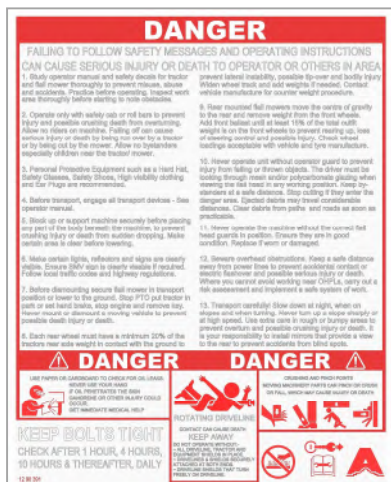 DANGER
FAILING TO FOLLOW SAFETY MESSAGES AND OPERATING INSTRUCTIONS
CAN CAUSE SERIOUS INJURY OR DEATH TO OPERATOR OR OTHERS IN AREA
1. Study operator manual and safety decals for tractor
and flail mower thoroughly to prevent misuse, abuse
and accidents. Practice before operating. Inspect work
area thoroughly before starting to note obstacles.
2. Operate only with safety cab or roll bars to prevent
injury and possible crushing death from overturning.
Allow no riders on machine. Falling off can cause
serious injury or death by being run over by a tractor
or by being cut by the mower. Allow no bystanders
especially children near the tractor/ mower.
3. Personal Protective Equipment such as a Hard Hat,
Safety Glasses, Safety Shoes, High visibility clothing
and Ear Plugs are recommended.
4. Before transport, engage all transport devices - See
operator manual.
5. Block up or support machine securely before placing
any part of the body beneath the machine, to prevent
crushing injury or death from sudden dropping. Make
certain area is clear before lowering.
6. Make certain lights, reflectors and signs are clearly
visible. Ensure SMV sign is clearly visable if required.
Follow local traffic codes and highway regulations.
7. Before dismounting secure flail mower in transport
position or lower to the ground. Stop PTO put tractor in
park or set hand brake, stop engine and remove key.
Never mount or dismount a moving vehicle to prevent
possible death injury or death.
8. Each rear wheel must have a minimum 20% of the
tractors rear axle weight in contact with the ground to
prevent lateral instability, possible tip-over and bodily injury
Widen wheel track and add weights if needed. Contact
vehicle manufacture for counter weight procedure.
9. Rear mounted flail mowers move the centre of gravity
to the rear and remove weight from the front wheels.
Add front ballast until at least 15% of the total outfit
weight is on the front wheels to prevent rearing up, loss
of steering control and possible injury. Check wheel
loadings acceptable with vehicle and tyre manufacture.
10. Never operate unit without operator guard to prevent
injury from falling or thrown objects. The driver must be
looking through mesh and/or polycarbonate glazing when
viewing the flail head in any working position. Keep by-
standers at a safe distance. Stop cutting if they enter the
danger area. Ejected debris may travel considerable
distances. Clear debris from paths and roads as soon as
practicable.
11. Never operate the machine without the correct flail
head guards in position. Ensure they are in good
condition. Replace if worn or damaged.
12. Beware overhead obstructions. Keep a safe distance
away from power lines to prevent accidental contact or
electric flashover and possible serious injury or death.
Where you cannot avoid working near OHPLs, carry out a
risk assessment and implement a safe system of work.
13. Transport carefully! Slow down at night, when on
slopes and when turning. Never turn up a slope sharply or
at high speed. Use extra care in rough or bumpy areas to
prevent overturn and possible crushing injury or death. It
is your responsibility to install mirrors that provide a view
to the rear to prevent accidents from blind spots.
DANGER
DANGER
USE PAPER OR CARDBOARD TO CHECK FOR OIL LEAKS.
NEVER USE YOUR HAND
IF OIL PENETRATES THE SKIN
GANGRENE OR OTHER INJURY COULD
OCCUR.
GET IMMEDIATE MEDICAL HELP
KEEP BOLTS TIGHT
CHECK AFTER 1 HOUR, 4 HOURS,
10 HOURS & THEREAFTER, DAILY
ROTATING DRIVELINE
CONTACT CAN CAUSE DEATH
KEEP AWAY
DO NOT OPERATE WITHOUT-
- ALL DRIVELINE, TRACTOR AND
EQUIPMENT SHIELDS IN PLACE
- DRIVELINES & SHIELDS SECURELY
ATTACHED AT BOTH ENDS.
- DRIVELINE SHIELDS THAT TURN
FREELY ON DRIVELINE.
CRUSHING AND PINCH POINTS
MOVING MACHINERY PARTS CAN PINCH OR CRUSH
OR FALL, WHICH MAY CAUSE INJURY OR DEATH